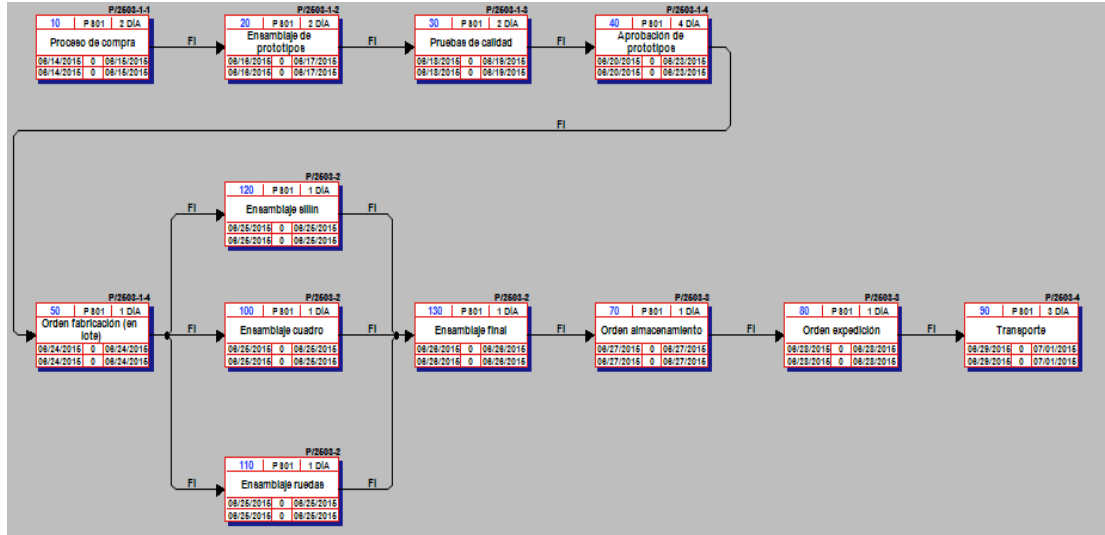 P/2503-1-1
10 P801 2 DÍA
Proceso de compra
06/14/2015 0 06/15/2015
06/14/2015 0 06/15/2015
FI
P/2503-1-2
20 P801 2 DÍA
Ensamblaje de
prototipos
06/16/2015 0 06/17/2015
06/16/2015 0 06/17/2015
FI
P/2503-1-3
30 P801 2 DÍA
Pruebas de calidad
06/18/2015 0 06/19/2015
06/18/2015 0 06/19/2015
FI
P/2503-1-4
40 P801 4 DÍA
Aprobación de
prototipos
06/20/2015 0 06/23/2015
06/20/2015 0 06/23/2015
FI
P/2503-2
120 P801 1 DÍA
Ensamblaje sillín
06/25/2015 0 06/25/2015
06/25/2015 0 06/25/2015
FI
FI
P/2503-1-4
50 P801 1 DÍA
Orden fabricación (en
lote)
06/24/2015 0 06/24/2015
06/24/2015 0 06/24/2015
FI
P/2503-2
100 P801 1 DÍA
Ensamblaje cuadro
06/25/2015 0 06/25/2015
06/25/2015 0 06/25/2015
FI
P/2503-2
130 P801 1 DÍA
Ensamblaje final
06/26/2015 0 06/26/2015
06/26/2015 0 06/26/2015
FI
P/2503-3
70 P801 1 DÍA
Orden almacenamiento
06/27/2015 0 06/27/2015
06/27/2015 0 06/27/2015
FI
P/2503-3
80 P801 1 DÍA
Orden expedición
06/28/2015 0 06/28/2015
06/28/2015 0 06/28/2015
FI
P/2503-4
90 P801 3 DÍA
Transporte
06/29/2015 0 07/01/2015
06/29/2015 0 07/01/2015
FI
P/2503-2
110 P801 1 DÍA
Ensamblaje ruedas
06/25/2015 0 06/25/2015
06/25/2015 0 06/25/2015
FI